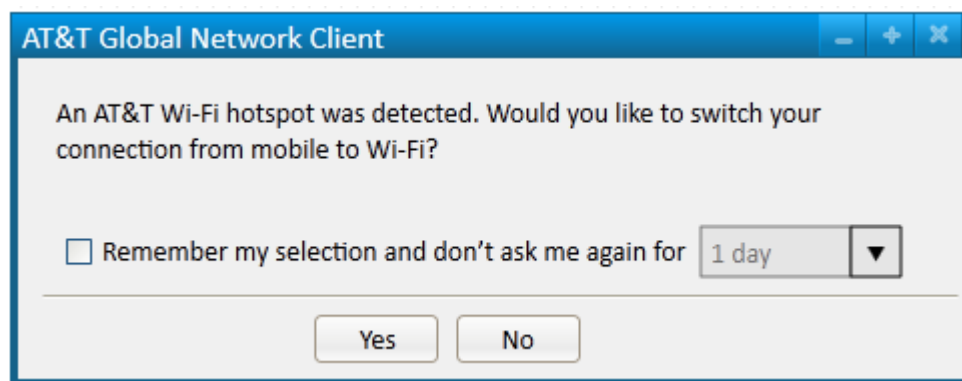 AT&T Global Network Client
An AT&T Wi-Fi hotspot was detected. Would you like to switch your
connection from mobile to Wi-Fi?
Remember my selection and don't ask me again for 1 day
Yes No